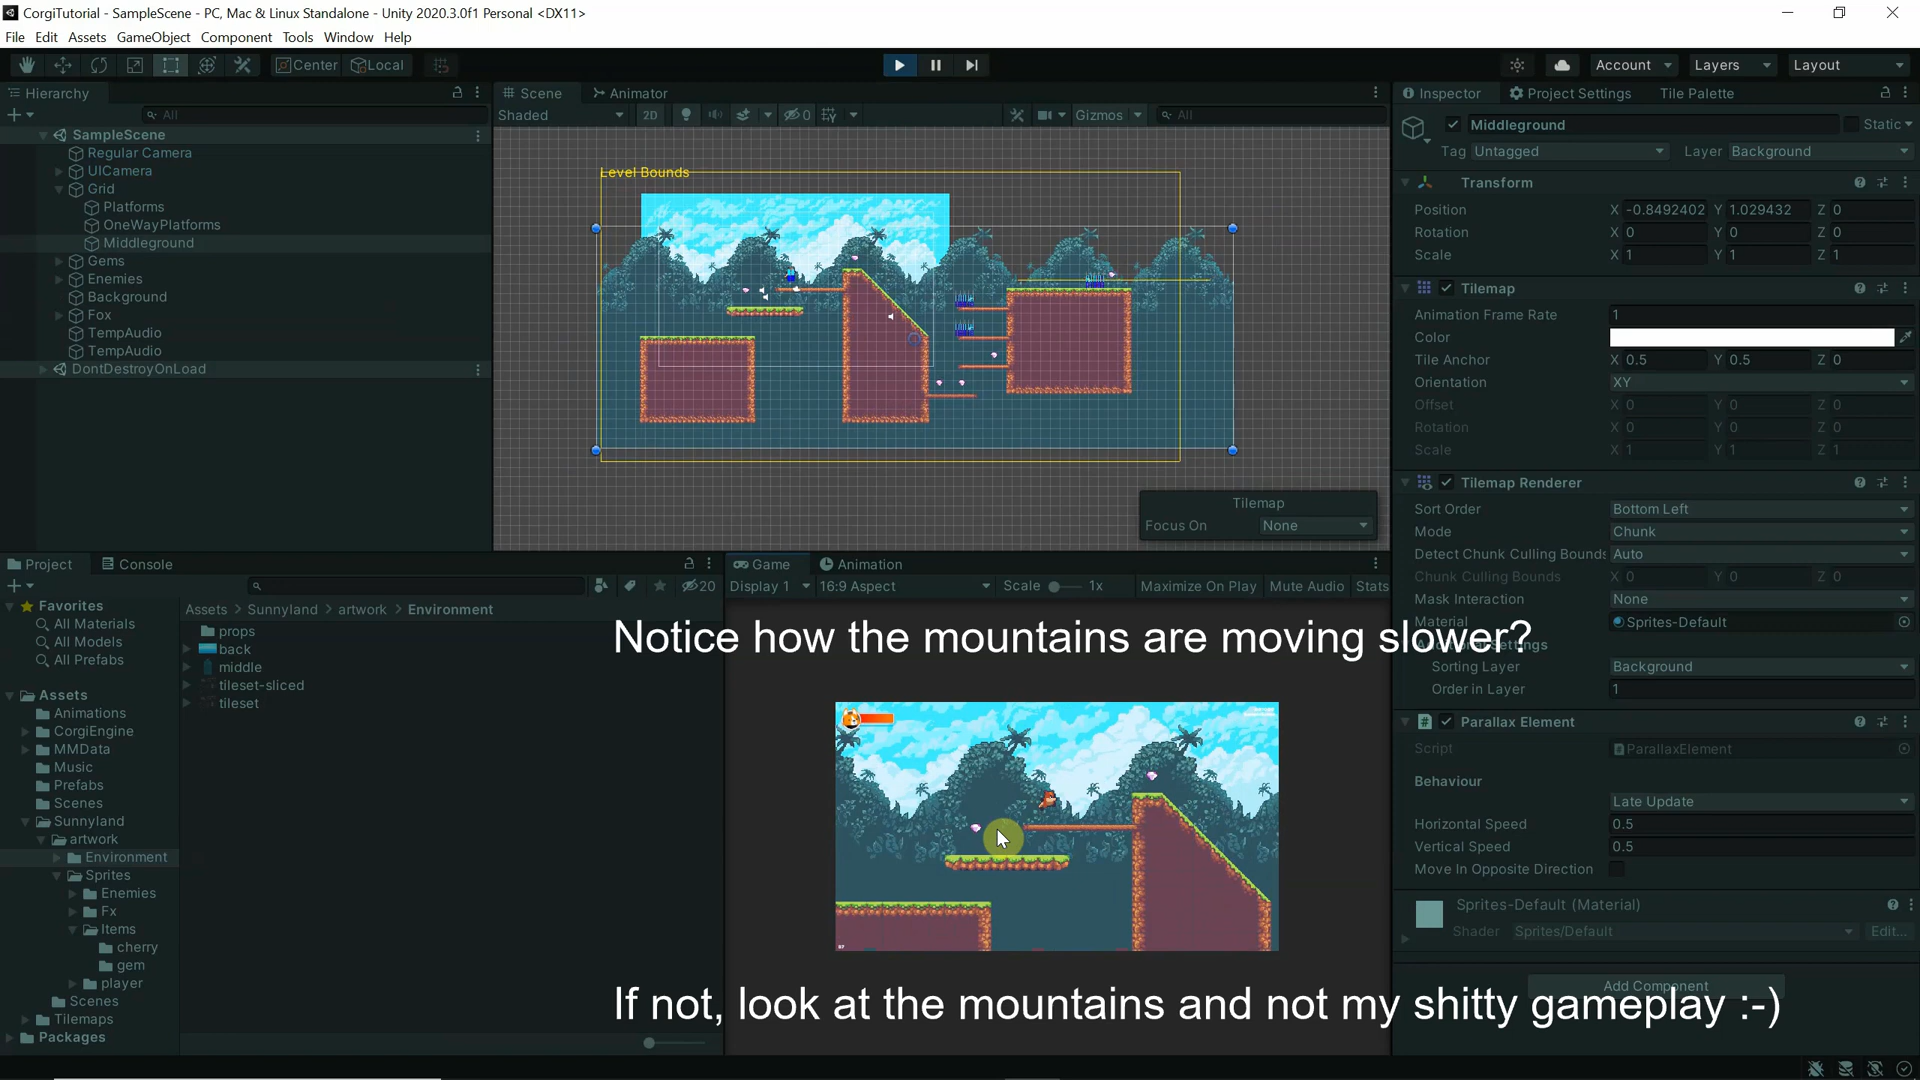 CorgiTutorial - SampleScene - PC, Mac & Linux Standalone - Unity 2020.3.0f1 Personal <DX11>
File Edit Assets GameObject Component Tools Window Help
Center Local Account Layers Layout
Hierarchy
All
SampleScene
Regular Camera
UICamera
Grid
Platforms
OneWayPlatforms
Middleground
Gems
Enemies
Background
Fox
TempAudio
TempAudio
DontDestroyOnLoad
Scene Animator
Shaded 2D 0 Gizmos All
Level Bounds
Tilemap
Focus On None
Inspector Project Settings Tile Palette
Middleground Static
Tag Untagged Layer Background
Transform
Position X -0.8492402 Y 1.029432 Z 0
Rotation X 0 Y 0 Z 0
Scale X 1 Y 1 Z 1
Tilemap
Animation Frame Rate 1
Color
Tile Anchor X 0.5 Y 0.5 Z 0
Orientation XY
Offset X 0 Y 0 Z 0
Rotation X 0 Y 0 Z 0
Scale X 1 Y 1 Z 1
Tilemap Renderer
Sort Order Bottom Left
Mode Chunk
Detect Chunk Culling Bounds Auto
Chunk Culling Bounds X 0 Y 0 Z 0
Mask Interaction None
Material Sprites-Default
Additional Settings
Sorting Layer Background
Order in Layer 1
Parallax Element
Script ParallaxElement
Behaviour
Late Update
Horizontal Speed 0.5
Vertical Speed 0.5
Move In Opposite Direction
Sprites-Default (Material)
Shader Sprites/Default Edit...
Add Component
Project Console
20
Favorites
All Materials
All Models
All Prefabs
Assets
Animations
CorgiEngine
MMData
Music
Prefabs
Scenes
Sunnyland
artwork
Environment
Sprites
Enemies
Fx
Items
cherry
gem
player
Scenes
Tilemaps
Packages
Assets > Sunnyland > artwork > Environment
props
back
middle
tileset-sliced
tileset
Game Animation
Display 1 16:9 Aspect Scale 1x Maximize On Play Mute Audio Stats
Notice how the mountains are moving slower?
If not, look at the mountains and not my shitty gameplay :-)